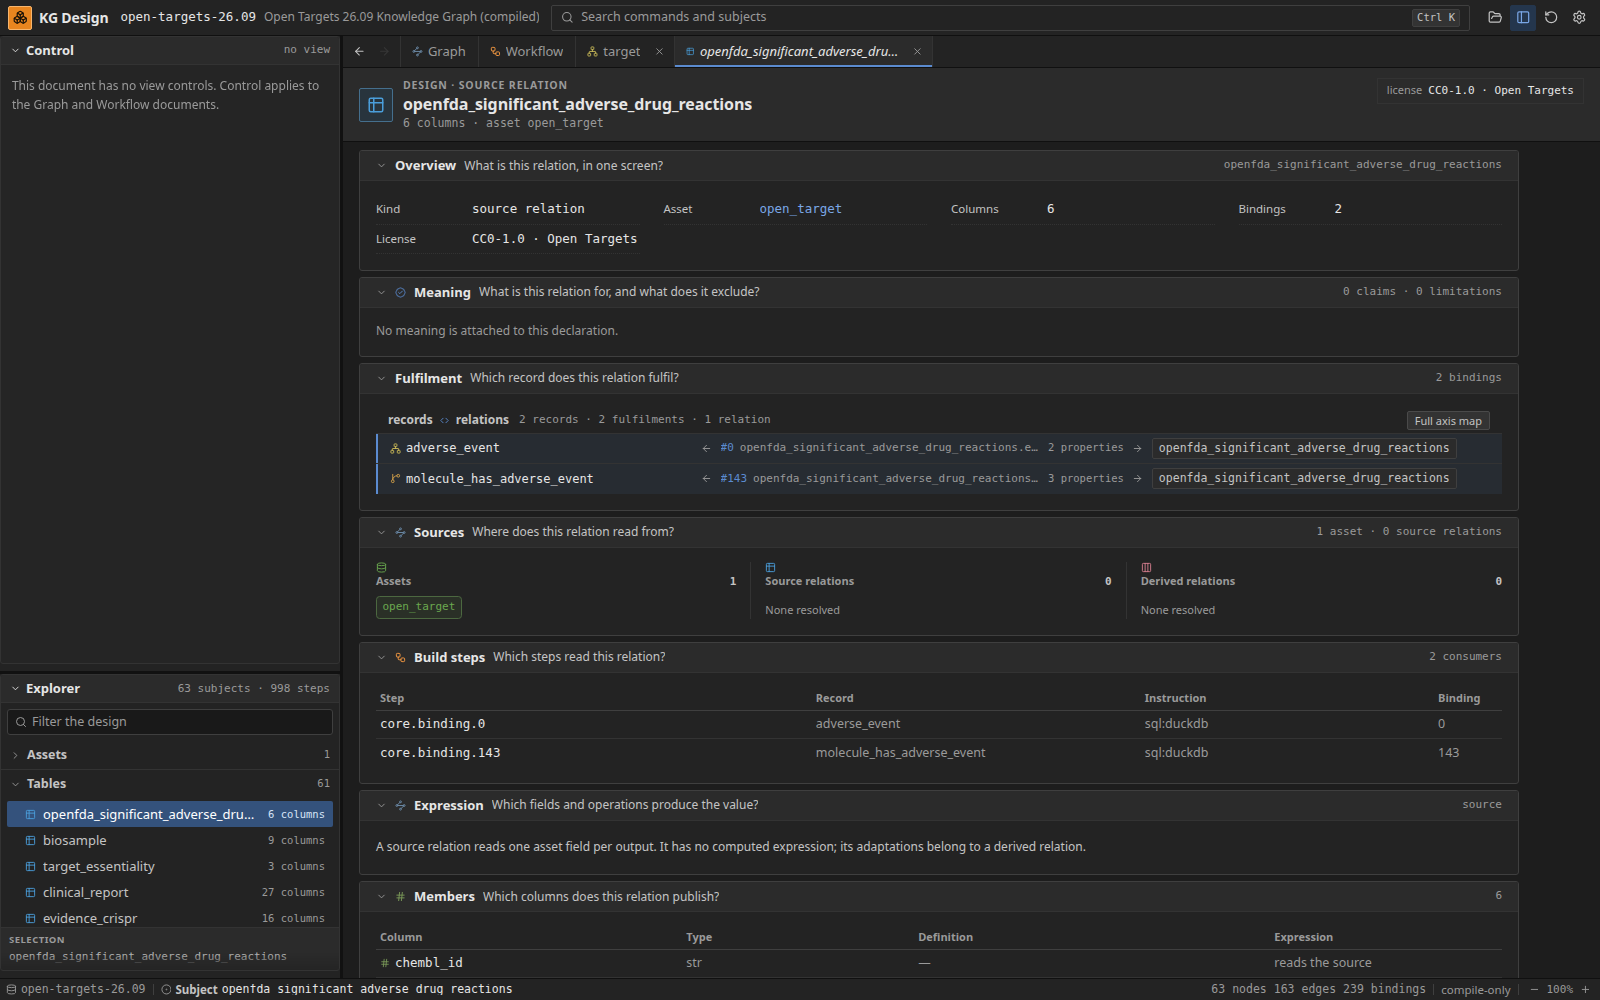 KG Design open-targets-26.09 Open Targets 26.09 Knowledge Graph (compiled) Search commands and subjects Ctrl K
Control no view
This document has no view controls. Control applies to
the Graph and Workflow documents.
Graph Workflow target openfda_significant_adverse_dru...
DESIGN · SOURCE RELATION
openfda_significant_adverse_drug_reactions
6 columns · asset open_target
license CC0-1.0 · Open Targets
Overview What is this relation, in one screen? openfda_significant_adverse_drug_reactions
Kind source relation Asset open_target Columns 6 Bindings 2
License CC0-1.0 · Open Targets
Meaning What is this relation for, and what does it exclude? 0 claims · 0 limitations
No meaning is attached to this declaration.
Fulfilment Which record does this relation fulfil? 2 bindings
records <> relations 2 records · 2 fulfilments · 1 relation Full axis map
adverse_event ← #0 openfda_significant_adverse_drug_reactions.e… 2 properties → openfda_significant_adverse_drug_reactions
molecule_has_adverse_event ← #143 openfda_significant_adverse_drug_reactions… 3 properties → openfda_significant_adverse_drug_reactions
Sources Where does this relation read from? 1 asset · 0 source relations
Assets 1 Source relations 0 Derived relations 0
open_target None resolved None resolved
Build steps Which steps read this relation? 2 consumers
Step Record Instruction Binding
core.binding.0 adverse_event sql:duckdb 0
core.binding.143 molecule_has_adverse_event sql:duckdb 143
Expression Which fields and operations produce the value? source
A source relation reads one asset field per output. It has no computed expression; its adaptations belong to a derived relation.
Members Which columns does this relation publish? 6
Column Type Definition Expression
chembl_id str — reads the source
Explorer 63 subjects · 998 steps
Filter the design
Assets 1
Tables 61
openfda_significant_adverse_dru... 6 columns
biosample 9 columns
target_essentiality 3 columns
clinical_report 27 columns
evidence_crispr 16 columns
SELECTION
openfda_significant_adverse_drug_reactions
open-targets-26.09 Subject openfda significant adverse drug reactions 63 nodes 163 edges 239 bindings compile-only − 100% +